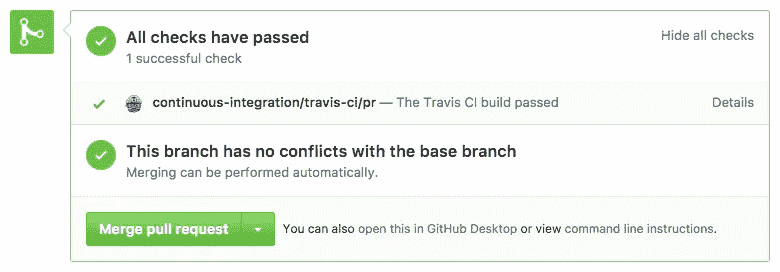 All checks have passed
Hide all checks
1 successful check
continuous-integration/travis-ci/pr — The Travis CI build passed
Details
This branch has no conflicts with the base branch
Merging can be performed automatically.
Merge pull request
You can also open this in GitHub Desktop or view command line instructions.